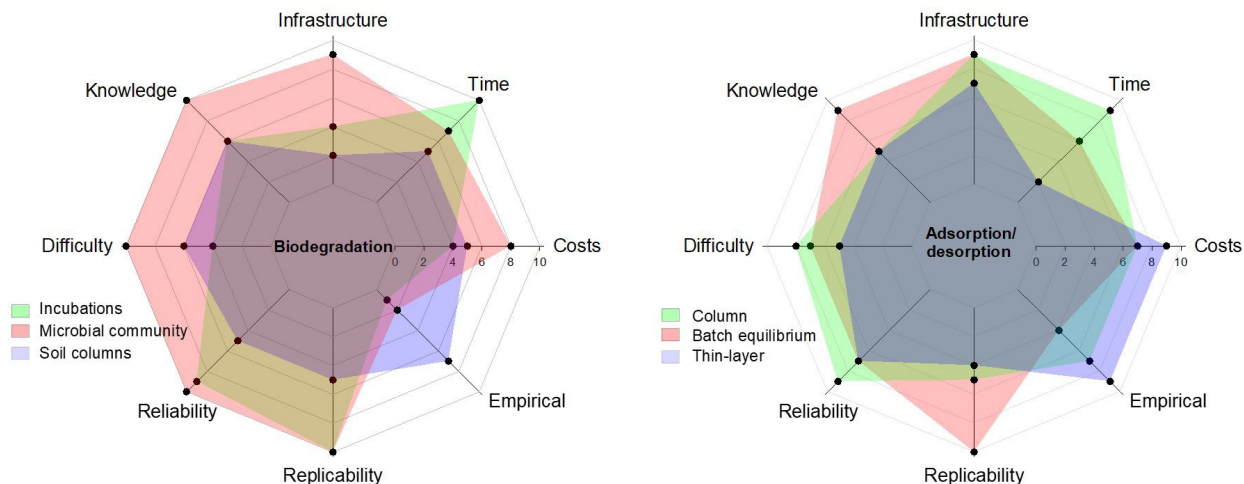 Infrastructure
Knowledge
Time
Difficulty
Biodegradation
Costs
0 2 4 6 8 10
Incubations
Microbial community
Soil columns
Reliability
Empirical
Replicability
Infrastructure
Knowledge
Time
Difficulty
Adsorption/
desorption
Costs
0 2 4 6 8 10
Column
Batch equilibrium
Thin-layer
Reliability
Empirical
Replicability